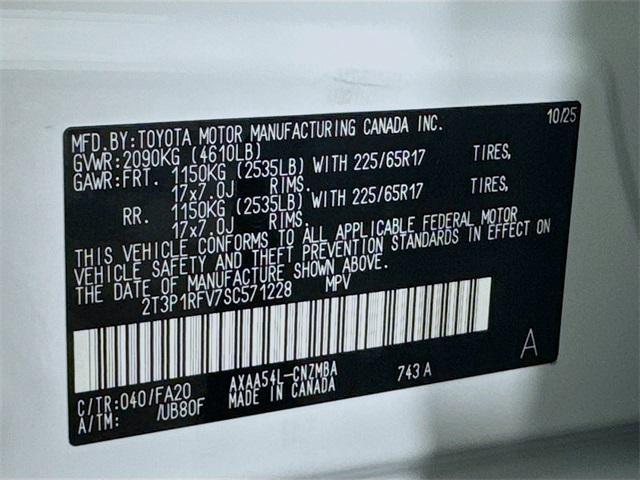 10/25
MFD. BY: TOYOTA MOTOR MANUFACTURING CANADA INC.
GVWR: 2090KG (4610LB)
GAWR: FRT. 1150KG (2535LB) WITH 225/65R17 TIRES,
17x7.0J RIMS.
RR. 1150KG (2535LB) WITH 225/65R17 TIRES,
17x7.0J RIMS.
THIS VEHICLE CONFORMS TO ALL APPLICABLE FEDERAL MOTOR
VEHICLE SAFETY AND THEFT PREVENTION STANDARDS IN EFFECT ON
THE DATE OF MANUFACTURE SHOWN ABOVE.
2T3P1RFV7SC571228 MPV
A
C/TR: 040/FA20 AXAA54L-CNZMBA 743 A
A/TM: /UB80F MADE IN CANADA